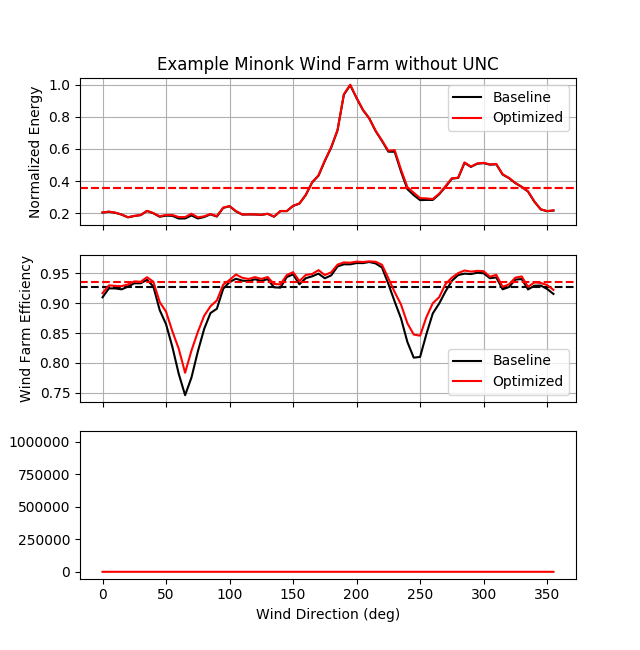 Example Minonk Wind Farm without UNC
Normalized Energy
1.0
0.8
0.6
0.4
0.2
Baseline
Optimized
Wind Farm Efficiency
0.95
0.90
0.85
0.80
0.75
Baseline
Optimized
1000000
750000
500000
250000
0
0 50 100 150 200 250 300 350
Wind Direction (deg)